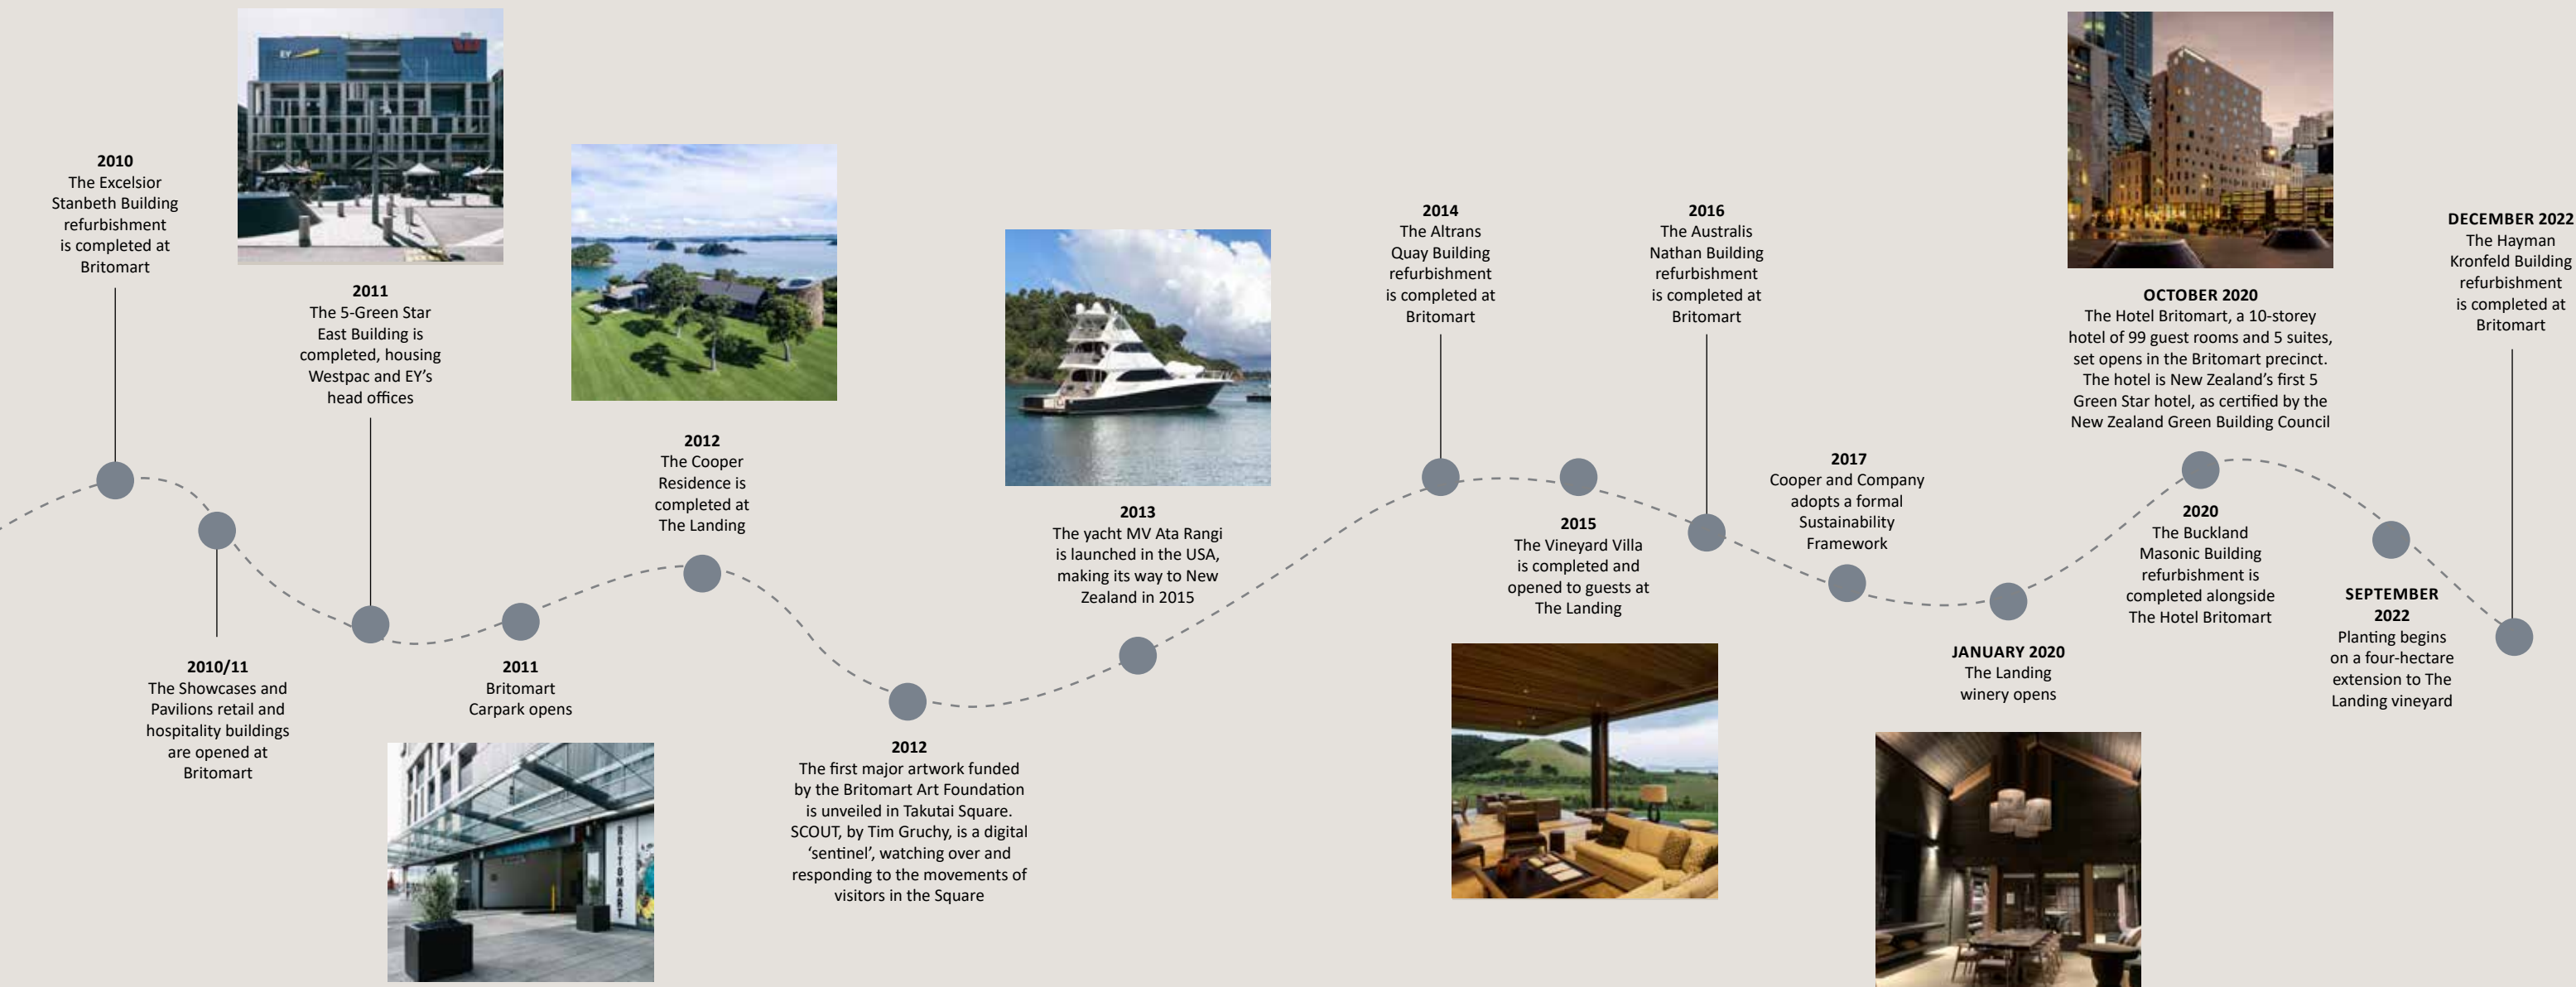 2010
The Excelsior
Stanbeth Building
refurbishment
is completed at
Britomart
EY
2010/11
The Showcases and
Pavilions retail and
hospitality buildings
are opened at
Britomart
2011
The 5-Green Star
East Building is
completed, housing
Westpac and EY’s
head offices
2011
Britomart
Carpark opens
BRITOMART
2012
The Cooper
Residence is
completed at
The Landing
2012
The first major artwork funded
by the Britomart Art Foundation
is unveiled in Takutai Square.
SCOUT, by Tim Gruchy, is a digital
‘sentinel’, watching over and
responding to the movements of
visitors in the Square
2013
The yacht MV Ata Rangi
is launched in the USA,
making its way to New
Zealand in 2015
2014
The Altrans
Quay Building
refurbishment
is completed at
Britomart
2015
The Vineyard Villa
is completed and
opened to guests at
The Landing
2016
The Australis
Nathan Building
refurbishment
is completed at
Britomart
2017
Cooper and Company
adopts a formal
Sustainability
Framework
JANUARY 2020
The Landing
winery opens
OCTOBER 2020
The Hotel Britomart, a 10-storey
hotel of 99 guest rooms and 5 suites,
set opens in the Britomart precinct.
The hotel is New Zealand’s first 5
Green Star hotel, as certified by the
New Zealand Green Building Council
2020
The Buckland
Masonic Building
refurbishment is
completed alongside
The Hotel Britomart
SEPTEMBER
2022
Planting begins
on a four-hectare
extension to The
Landing vineyard
DECEMBER 2022
The Hayman
Kronfeld Building
refurbishment
is completed at
Britomart